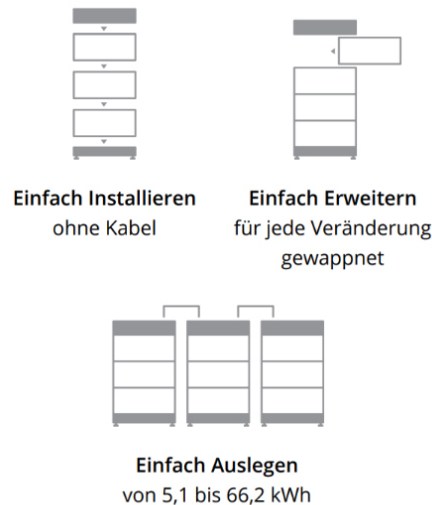 Einfach Installieren
ohne Kabel
Einfach Erweitern
für jede Veränderung
gewappnet
Einfach Auslegen
von 5,1 bis 66,2 kWh